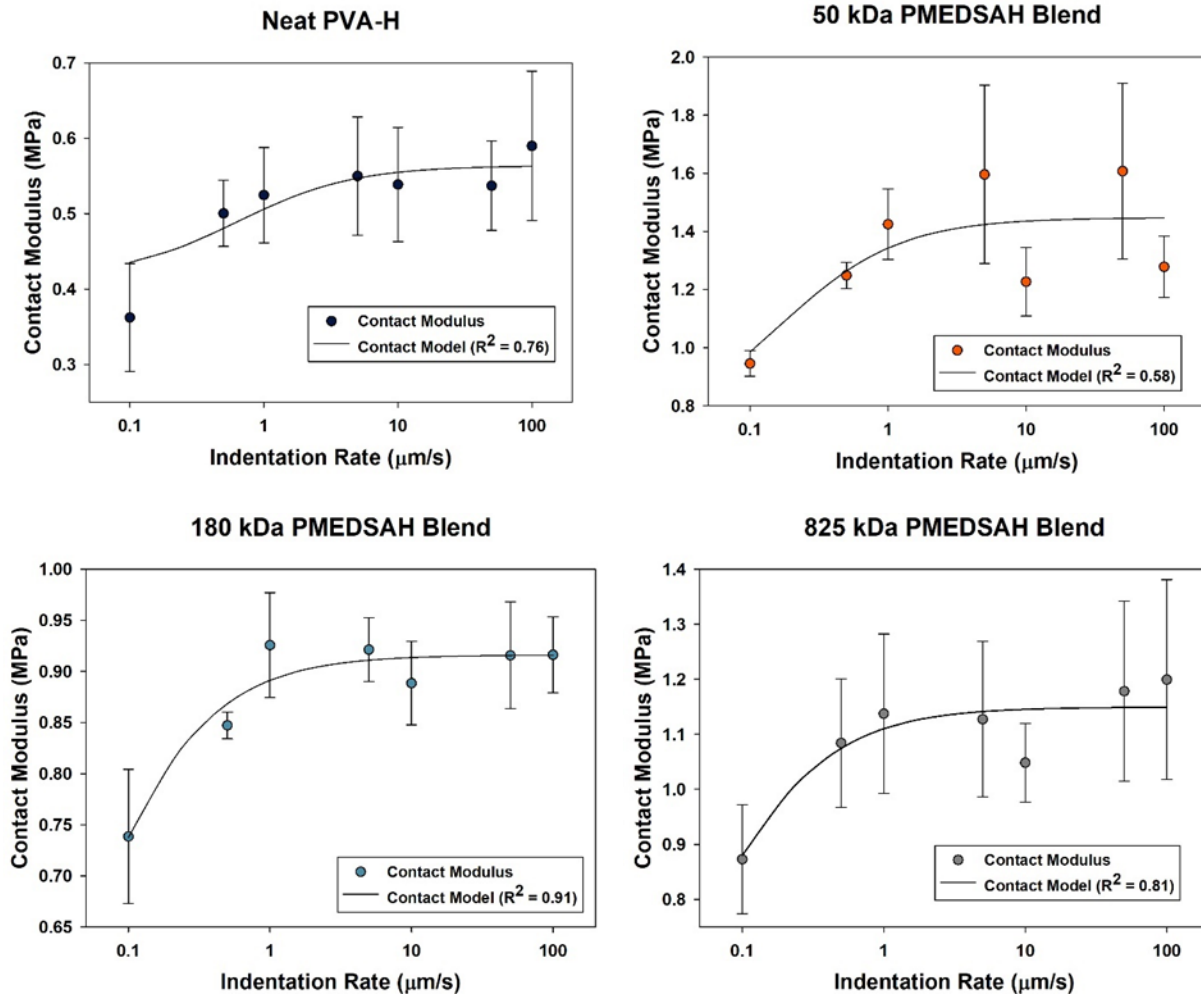 Neat PVA-H
Contact Modulus (MPa)
0.7
0.6
0.5
0.4
0.3
Contact Modulus
Contact Model (R² = 0.76)
0.1 1 10 100
Indentation Rate (μm/s)
50 kDa PMEDSAH Blend
Contact Modulus (MPa)
2.0
1.8
1.6
1.4
1.2
1.0
0.8
Contact Modulus
Contact Model (R² = 0.58)
0.1 1 10 100
Indentation Rate (μm/s)
180 kDa PMEDSAH Blend
Contact Modulus (MPa)
1.00
0.95
0.90
0.85
0.80
0.75
0.70
0.65
Contact Modulus
Contact Model (R² = 0.91)
0.1 1 10 100
Indentation Rate (μm/s)
825 kDa PMEDSAH Blend
Contact Modulus (MPa)
1.4
1.3
1.2
1.1
1.0
0.9
0.8
Contact Modulus
Contact Model (R² = 0.81)
0.1 1 10 100
Indentation Rate (μm/s)